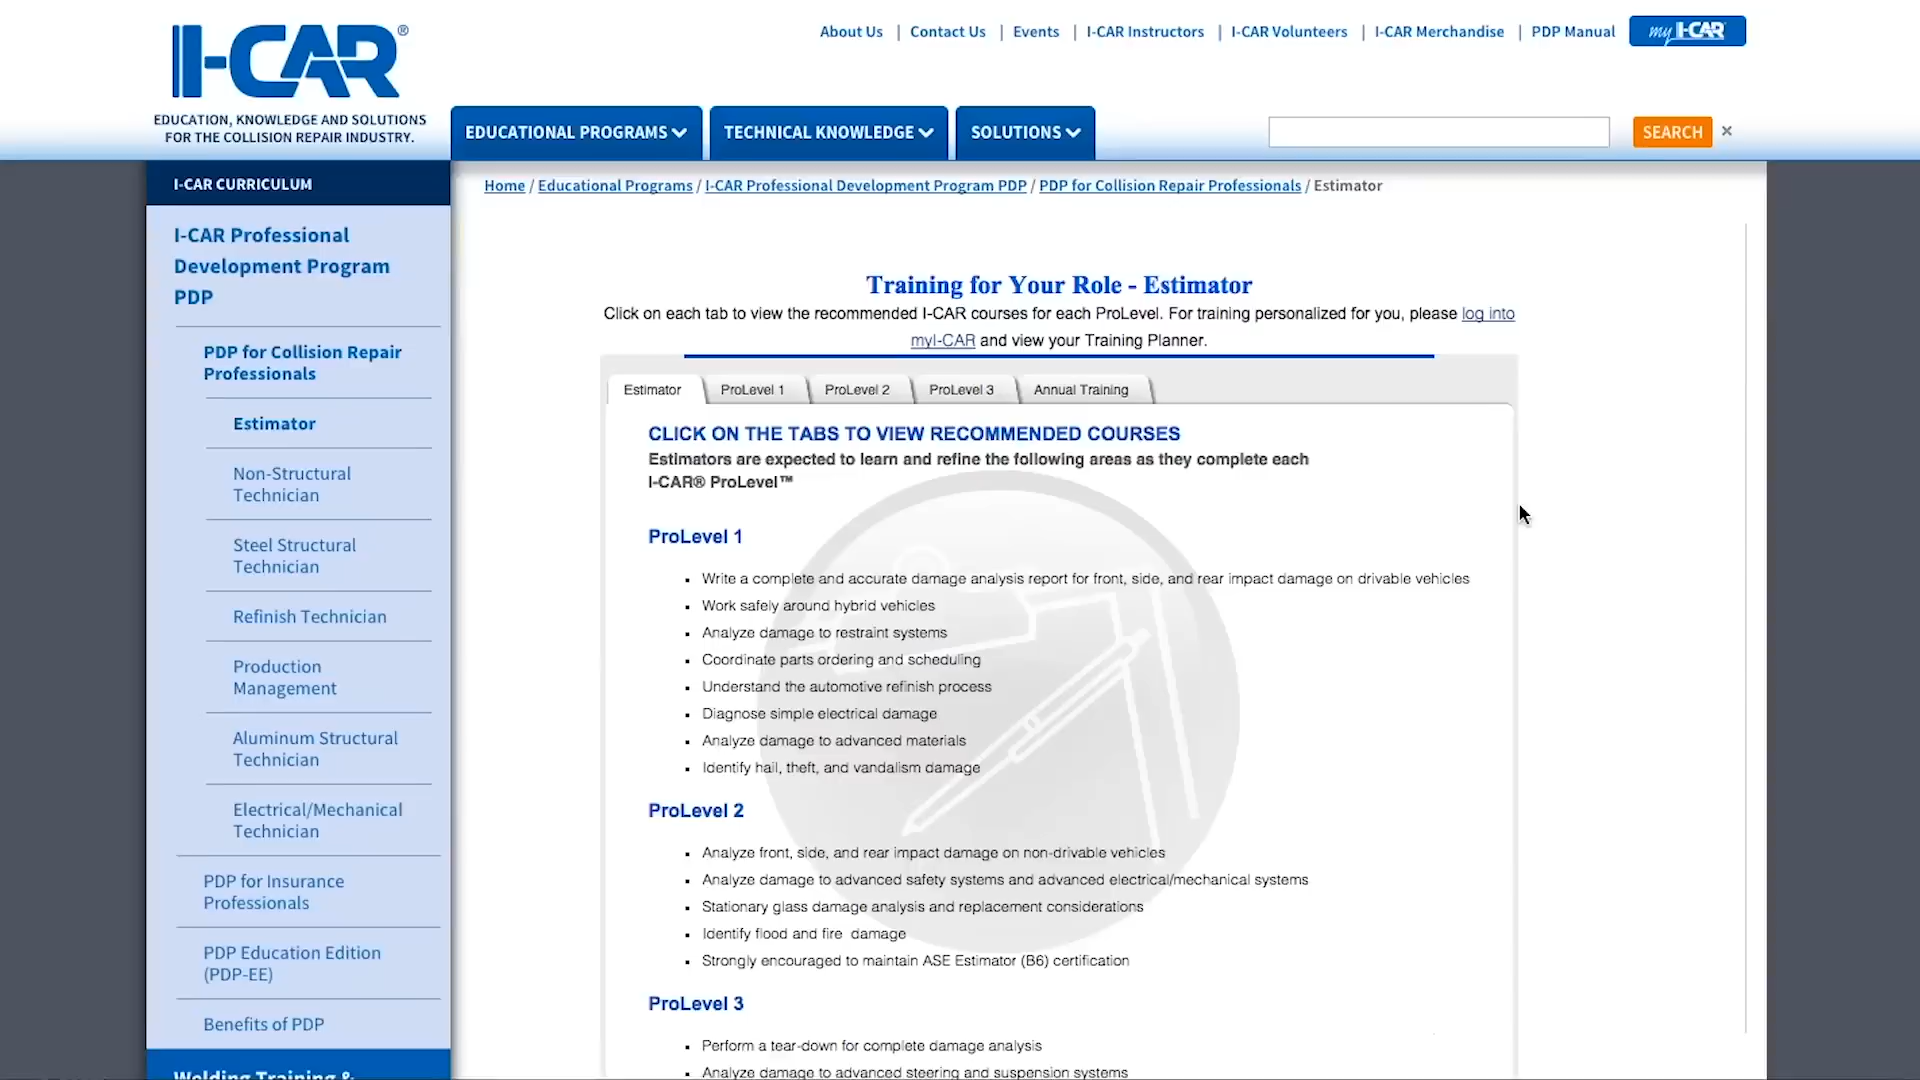 I-CAR®
EDUCATION, KNOWLEDGE AND SOLUTIONS
FOR THE COLLISION REPAIR INDUSTRY.
About Us | Contact Us | Events | I-CAR Instructors | I-CAR Volunteers | I-CAR Merchandise | PDP Manual
my I-CAR
EDUCATIONAL PROGRAMS
TECHNICAL KNOWLEDGE
SOLUTIONS
SEARCH ×
I-CAR CURRICULUM
I-CAR Professional
Development Program
PDP
PDP for Collision Repair
Professionals
Estimator
Non-Structural
Technician
Steel Structural
Technician
Refinish Technician
Production
Management
Aluminum Structural
Technician
Electrical/Mechanical
Technician
PDP for Insurance
Professionals
PDP Education Edition
(PDP-EE)
Benefits of PDP
Welding Training &
Home / Educational Programs / I-CAR Professional Development Program PDP / PDP for Collision Repair Professionals / Estimator
Training for Your Role - Estimator
Click on each tab to view the recommended I-CAR courses for each ProLevel. For training personalized for you, please log into
myI-CAR and view your Training Planner.
Estimator
ProLevel 1
ProLevel 2
ProLevel 3
Annual Training
CLICK ON THE TABS TO VIEW RECOMMENDED COURSES
Estimators are expected to learn and refine the following areas as they complete each
I-CAR® ProLevel™
ProLevel 1
▪ Write a complete and accurate damage analysis report for front, side, and rear impact damage on drivable vehicles
▪ Work safely around hybrid vehicles
▪ Analyze damage to restraint systems
▪ Coordinate parts ordering and scheduling
▪ Understand the automotive refinish process
▪ Diagnose simple electrical damage
▪ Analyze damage to advanced materials
▪ Identify hail, theft, and vandalism damage
ProLevel 2
▪ Analyze front, side, and rear impact damage on non-drivable vehicles
▪ Analyze damage to advanced safety systems and advanced electrical/mechanical systems
▪ Stationary glass damage analysis and replacement considerations
▪ Identify flood and fire damage
▪ Strongly encouraged to maintain ASE Estimator (B6) certification
ProLevel 3
▪ Perform a tear-down for complete damage analysis
▪ Analyze damage to advanced steering and suspension systems